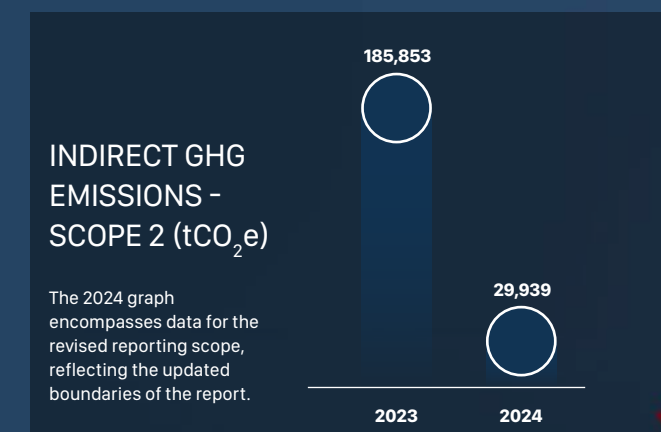 185,853
INDIRECT GHG
EMISSIONS -
SCOPE 2 (tCO₂e)
29,939
The 2024 graph
encompasses data for the
revised reporting scope,
reflecting the updated
boundaries of the report.
2023 2024